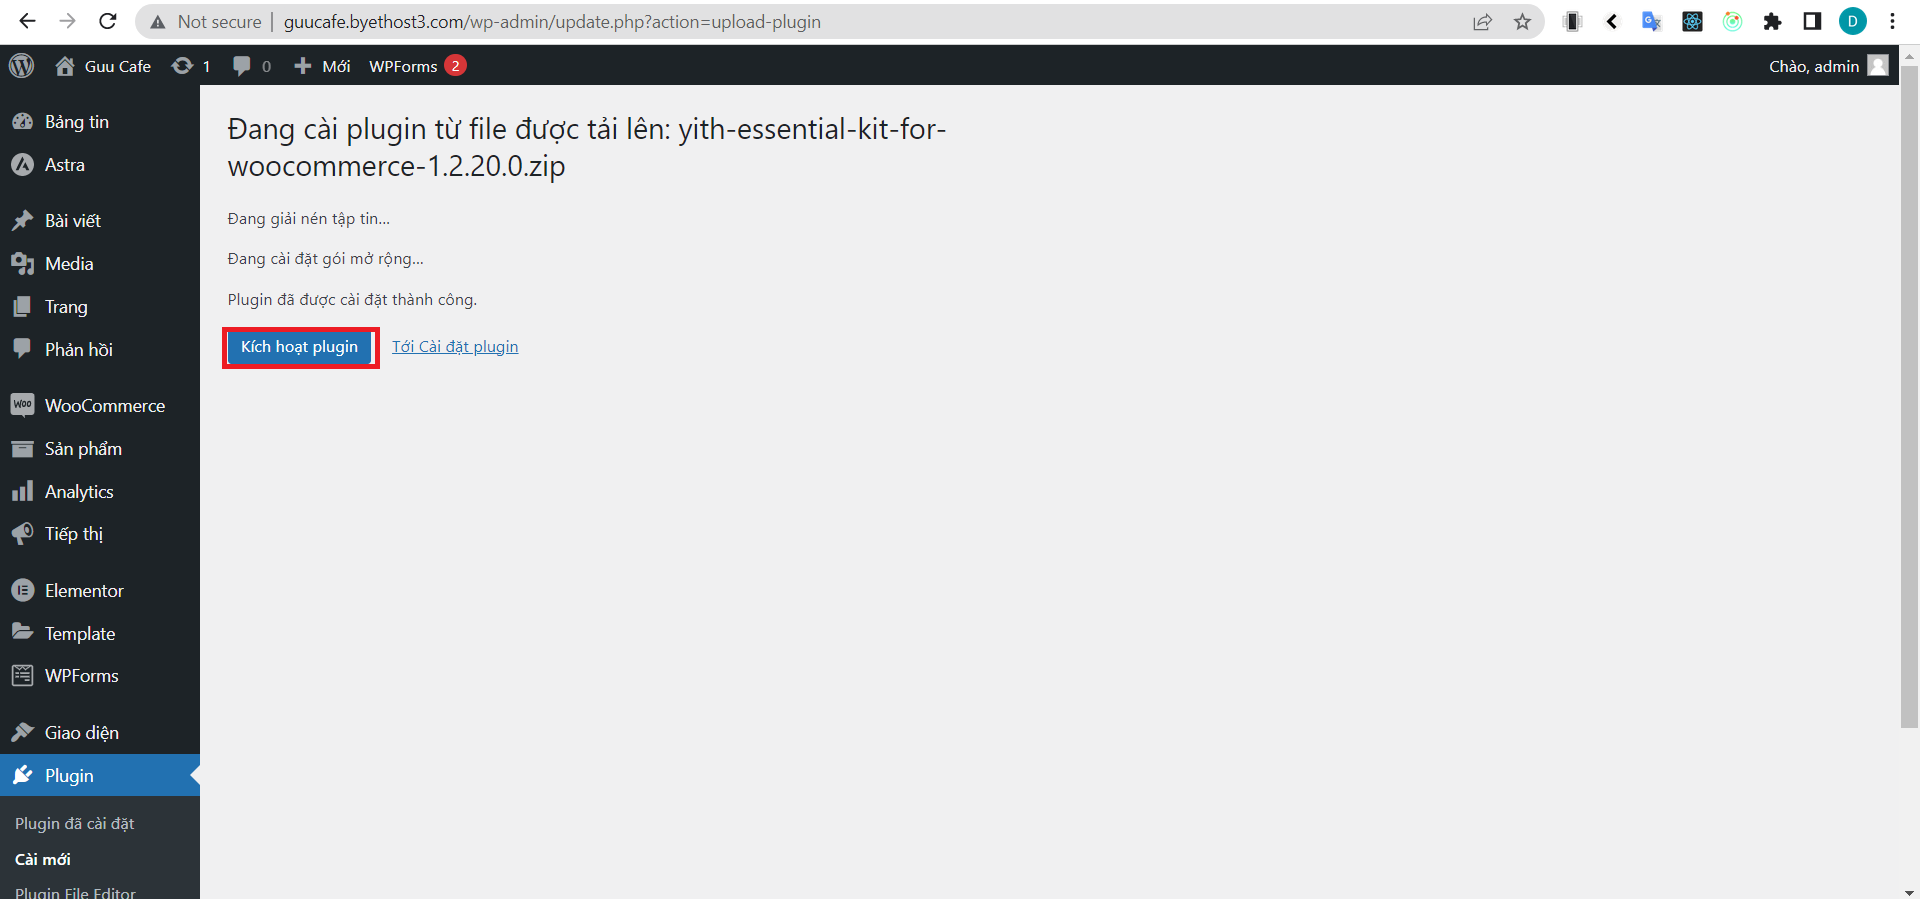 Not secure | guucafe.byethost3.com/wp-admin/update.php?action=upload-plugin
D
Guu Cafe 1 0 Mới WPForms 2 Chào, admin
Bảng tin
Astra
Bài viết
Media
Trang
Phản hồi
Woo WooCommerce
Sản phẩm
Analytics
Tiếp thị
Elementor
Template
WPForms
Giao diện
Plugin
Plugin đã cài đặt
Cài mới
Plugin File Editor
Đang cài plugin từ file được tải lên: yith-essential-kit-for-
woocommerce-1.2.20.0.zip
Đang giải nén tập tin...
Đang cài đặt gói mở rộng...
Plugin đã được cài đặt thành công.
Kích hoạt plugin Tới Cài đặt plugin